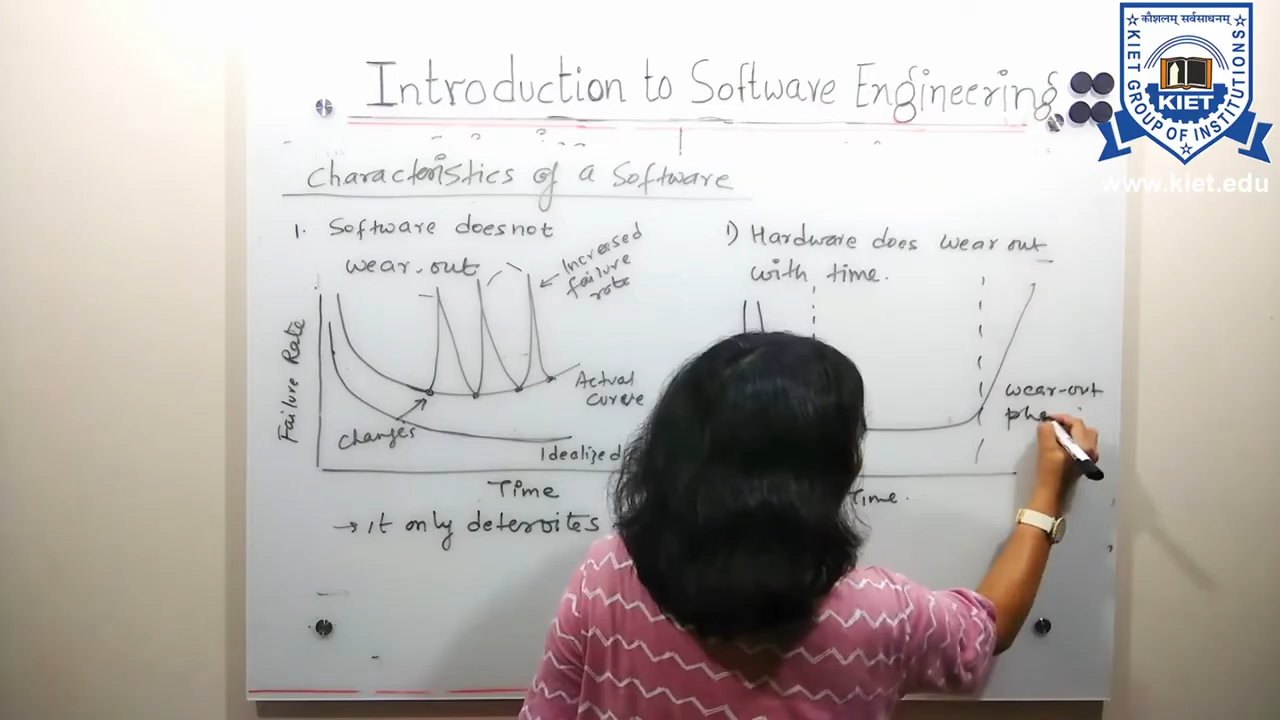 Introduction to Software Engineering
कौशलम् सर्वसाधनम्
KIET GROUP OF INSTITUTIONS
KIET
www.kiet.edu
Characteristics of a Software
1. Software does not
wear-out
Increased
failure
rate
Failure Rate
Actual
Curve
changes
Idealized
Time
→ it only deteroites
1) Hardware does wear out
with time.
wear-out
pha
Time.